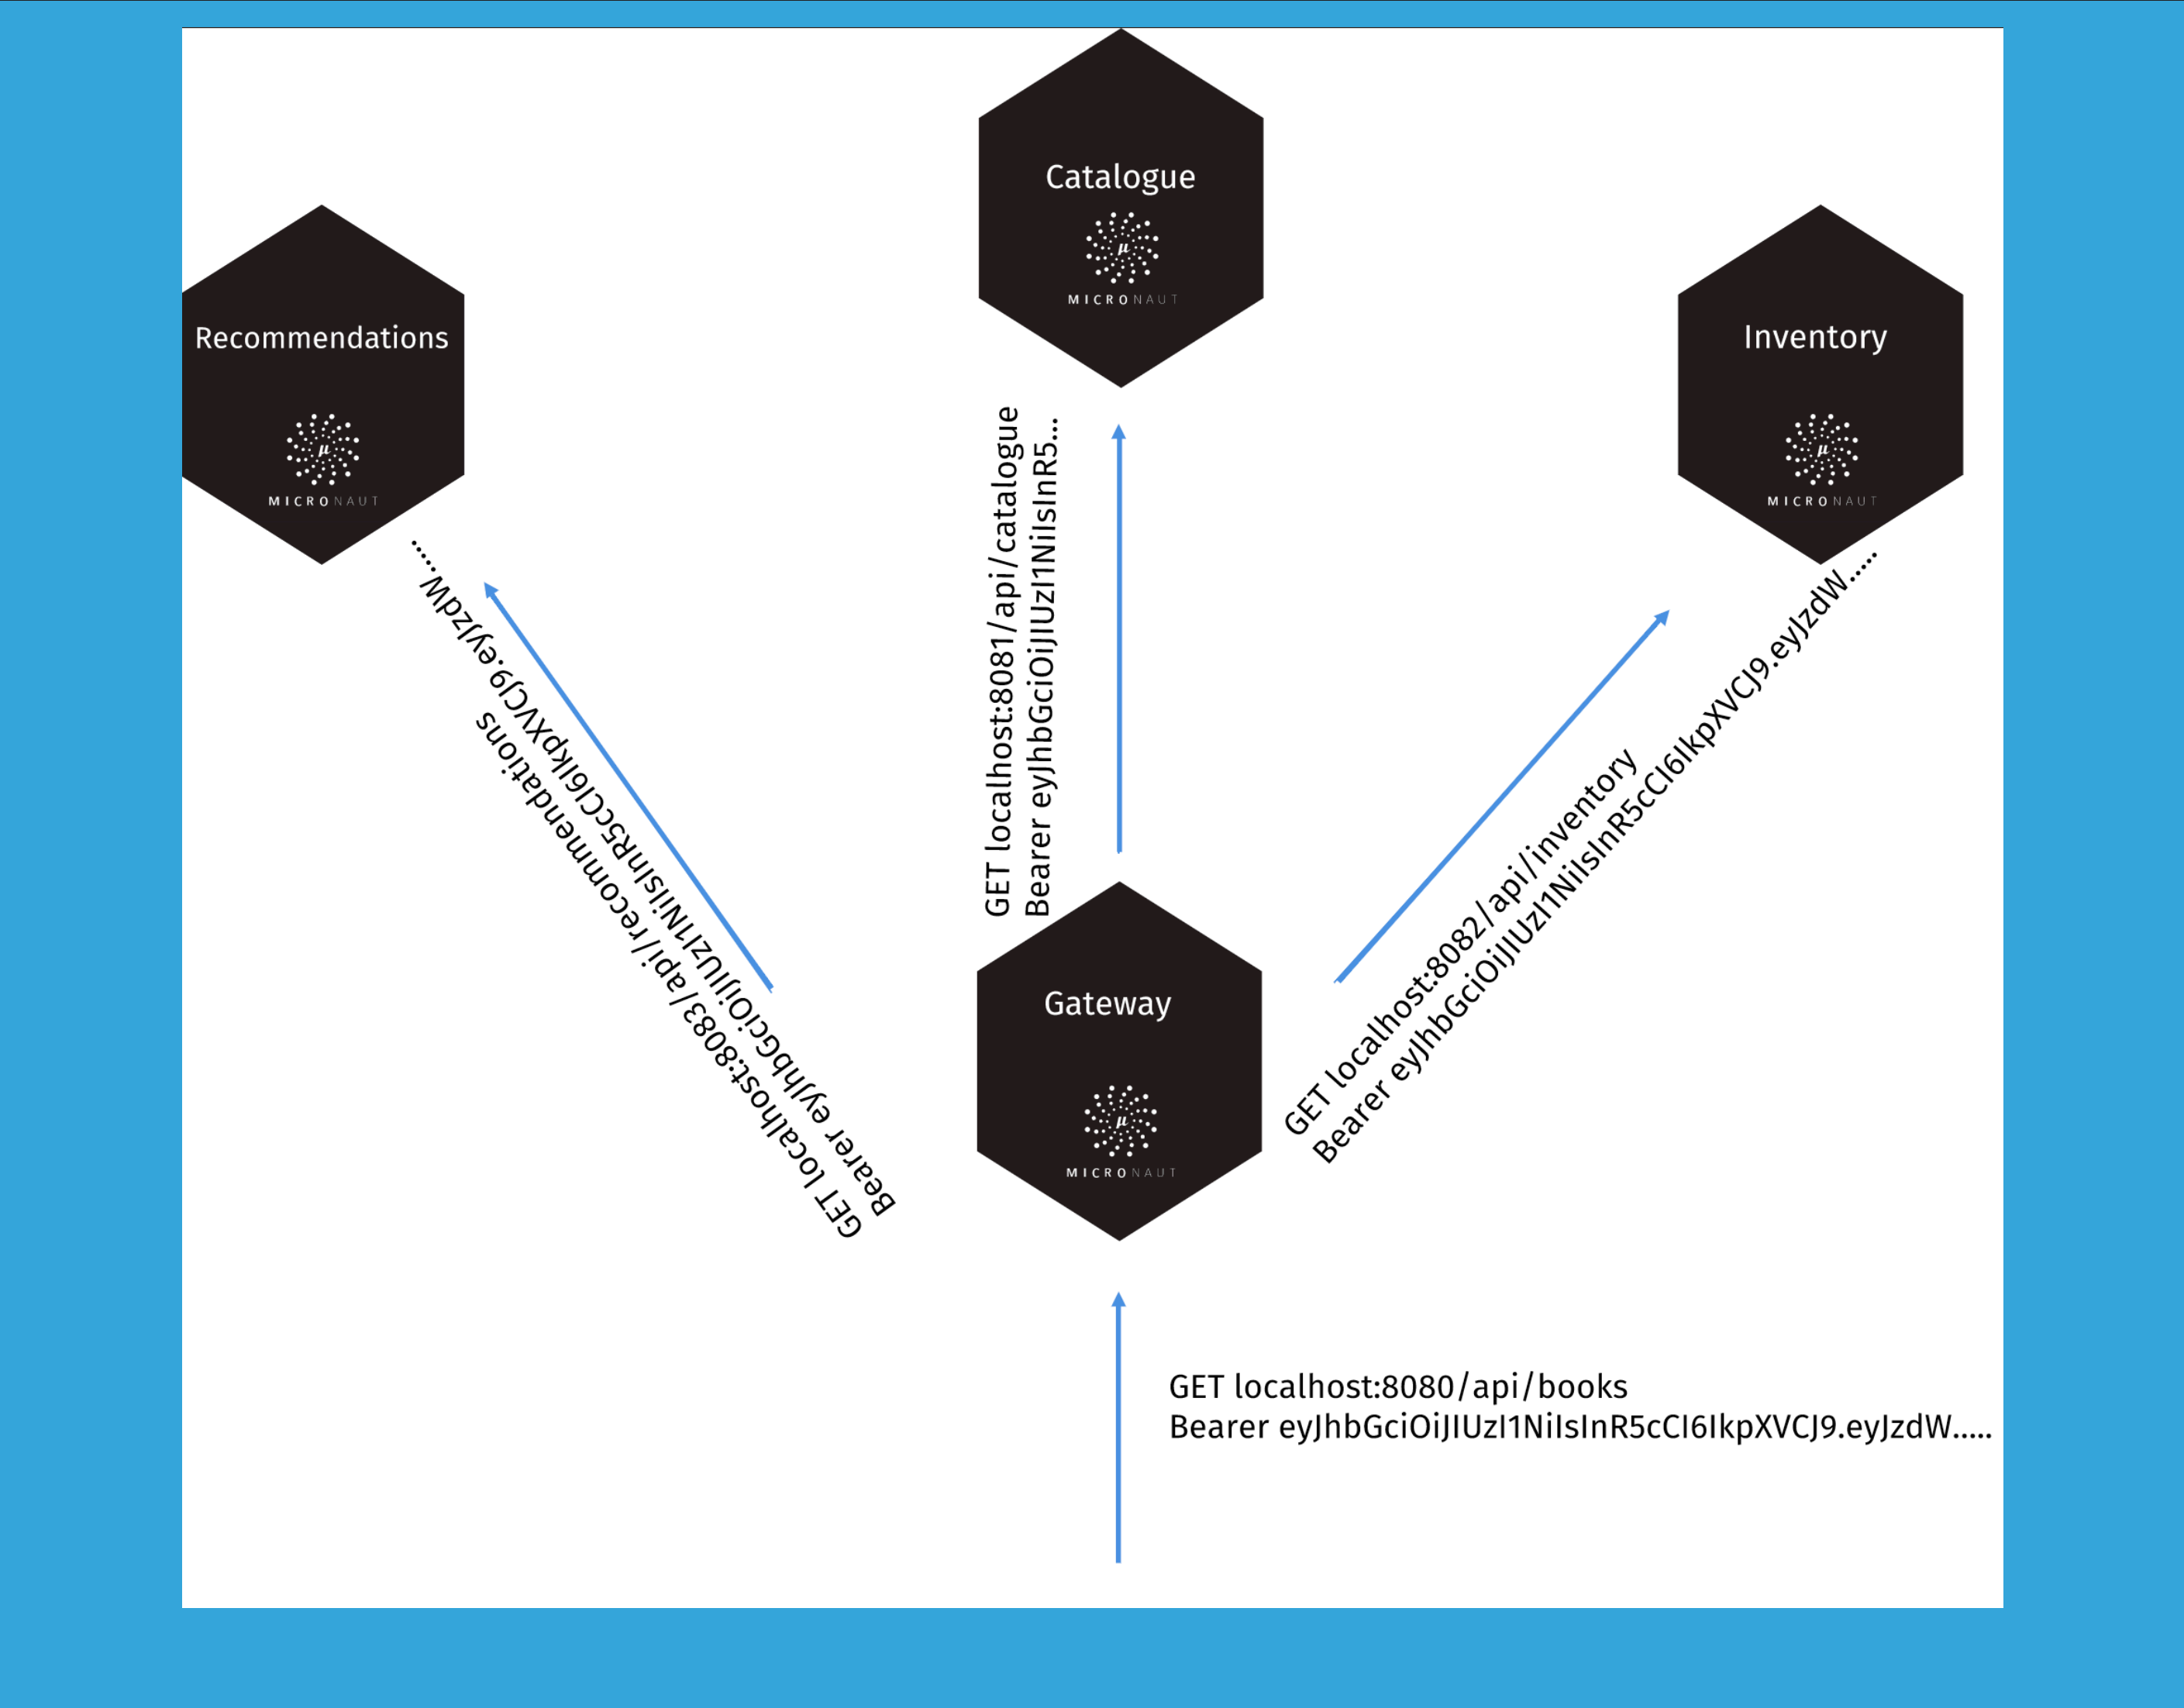 Catalogue
μ
MICRONAUT
Recommendations
μ
MICRONAUT
Inventory
μ
MICRONAUT
GET localhost:8081/api/catalogue
Bearer eyJhbGciOiJIUzI1NiIsInR5...
GET localhost:8083/api/recommendations
Bearer eyJhbGciOiJIUzI1NiIsInR5cCI6IkpXVCJ9.eyJzdW.....
GET localhost:8082/api/inventory
Bearer eyJhbGciOiJIUzI1NiIsInR5cCI6IkpXVCJ9.eyJzdW.....
Gateway
μ
MICRONAUT
GET localhost:8080/api/books
Bearer eyJhbGciOiJIUzI1NiIsInR5cCI6IkpXVCJ9.eyJzdW.....